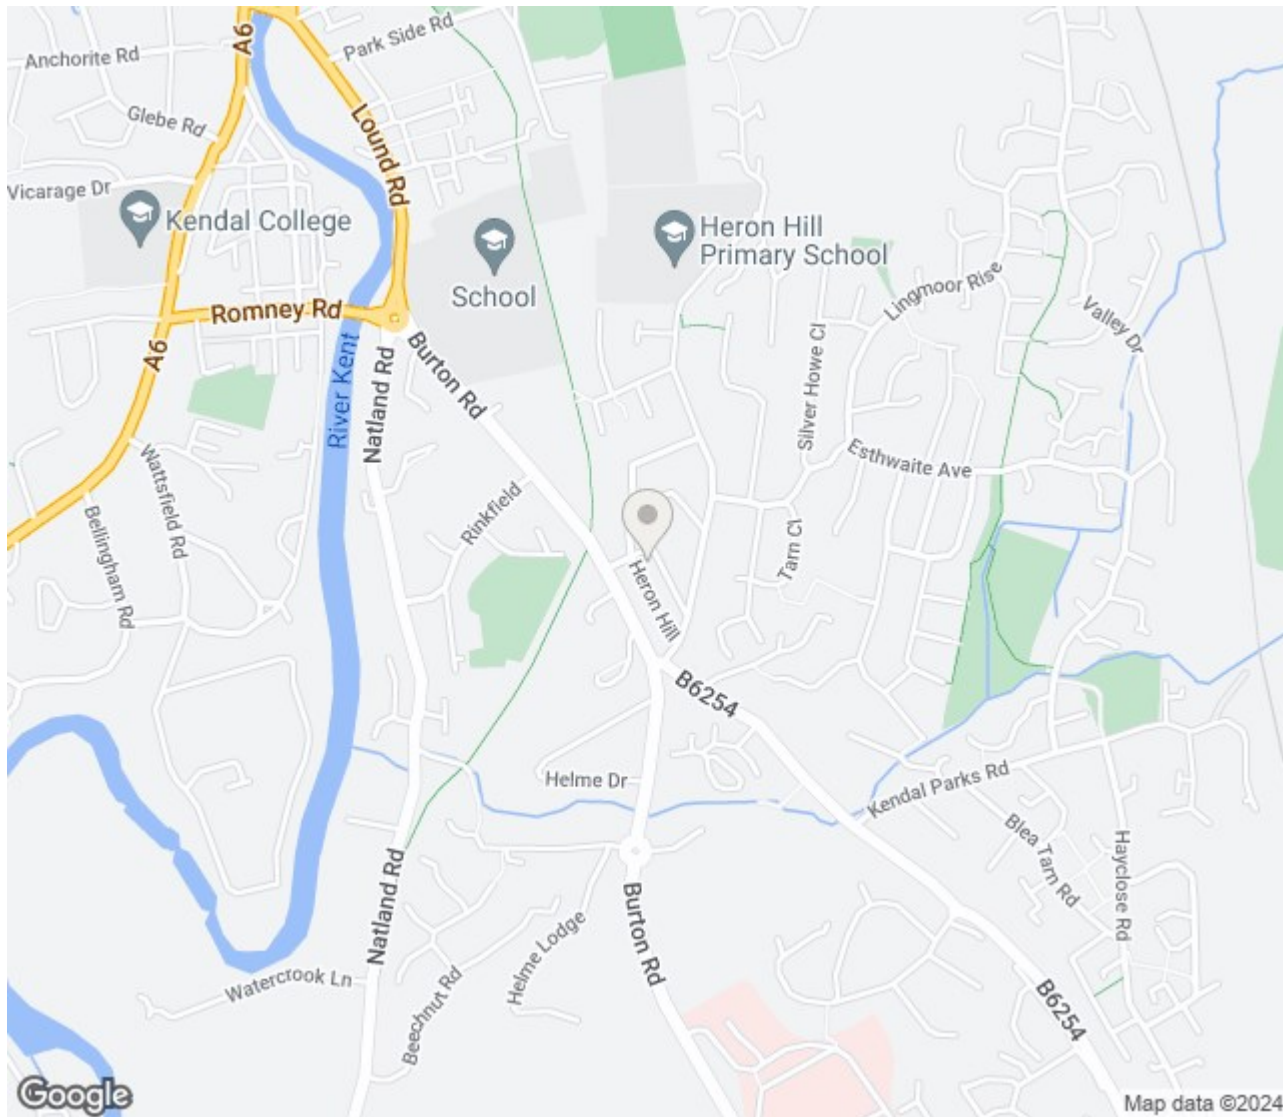 Anchorite Rd
A6
Park Side Rd
Glebe Rd
Lound Rd
Vicarage Dr
Kendal College
School
Heron Hill
Primary School
Lingmoor Rise
Valley Dr
Romney Rd
A6
River Kent
Natland Rd
Burton Rd
Silver Howe Cl
Esthwaite Ave
Wattsfield Rd
Bellingham Rd
Rinkfield
Tarn Cl
Heron Hill
B6254
Helme Dr
Kendal Parks Rd
Blea Tarn Rd
Hayclose Rd
Natland Rd
Burton Rd
Helme Lodge
Watercrook Ln
Beechnut Rd
B6254
Google
Map data ©2024